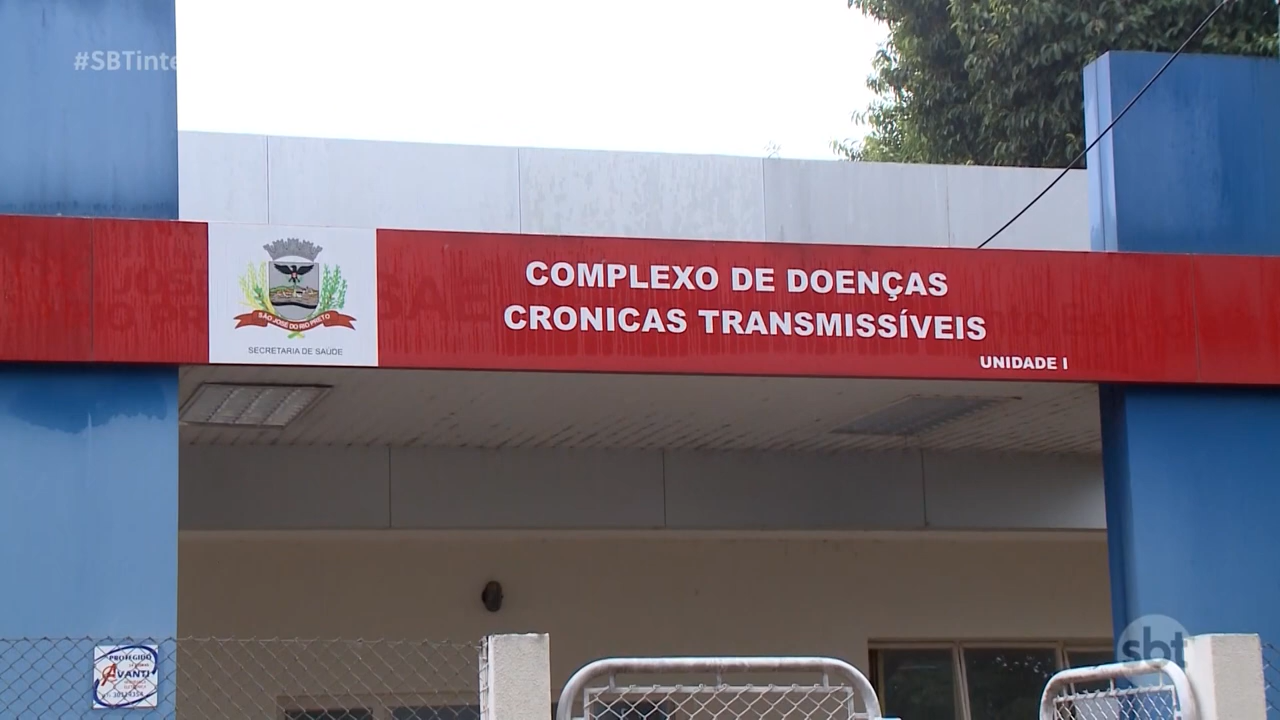 #SBTinte
COMPLEXO DE DOENÇAS
CRONICAS TRANSMISSÍVEIS
UNIDADE I
SÃO JOSÉ DO RIO PRETO
SECRETARIA DE SAÚDE
PROTEGIDO
AVANTI
sbt